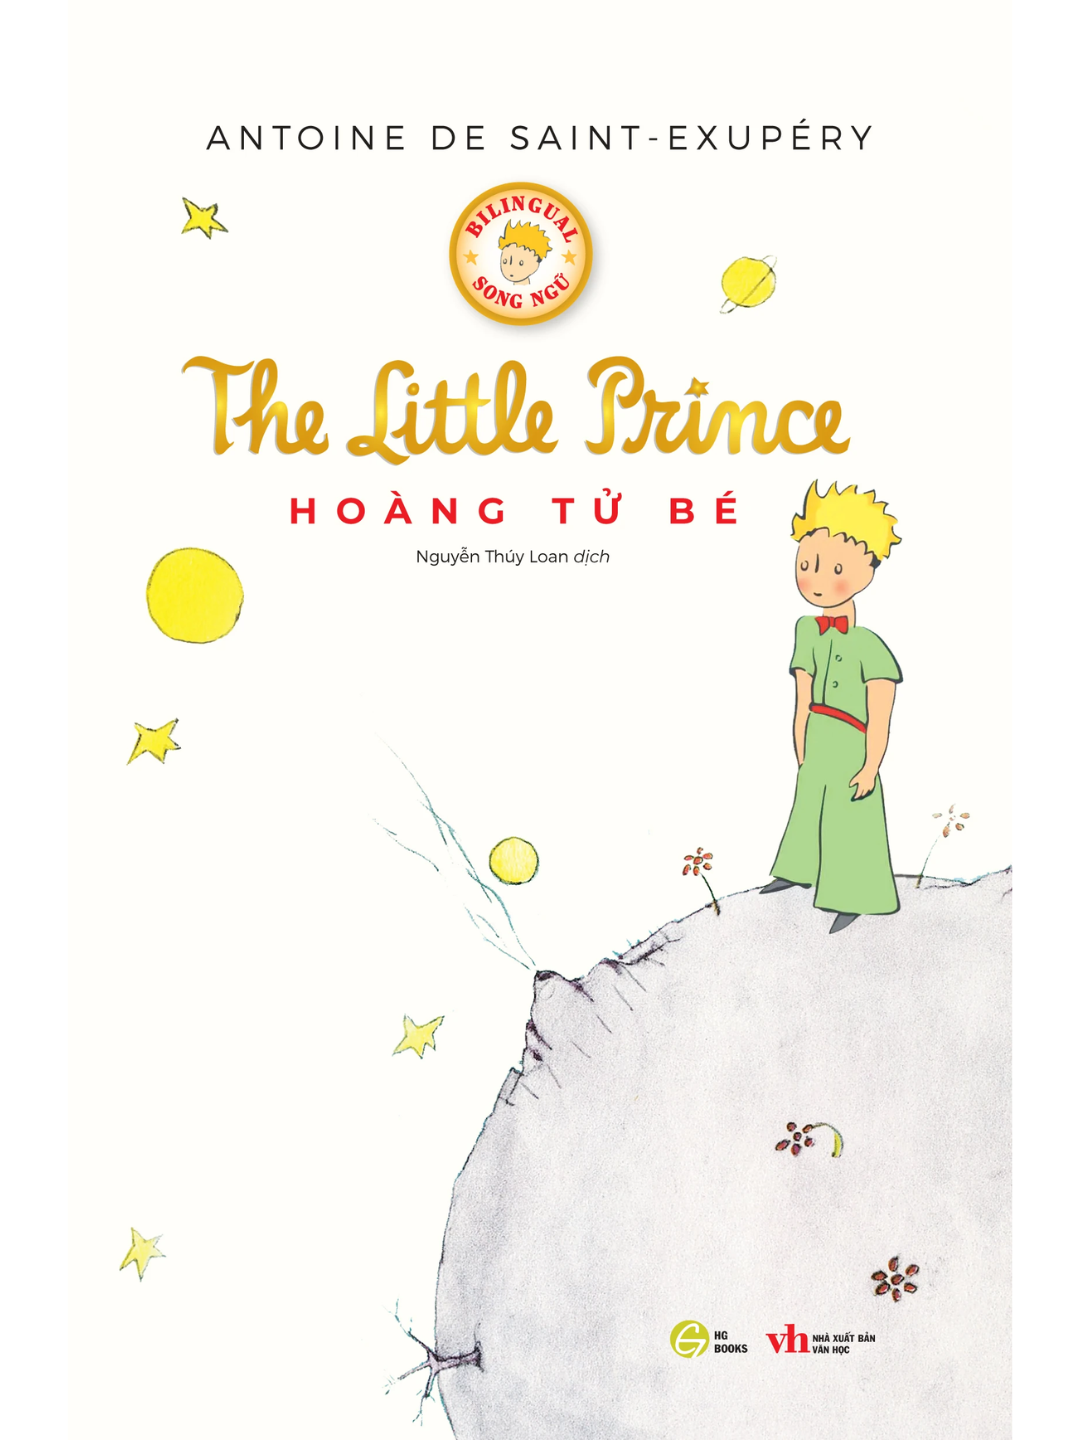 ANTOINE DE SAINT-EXUPÉRY
BILINGUAL
SONG NGỮ
The Little Prince
HOÀNG TỬ BÉ
Nguyễn Thúy Loan dịch
HG
BOOKS
vh
NHÀ XUẤT BẢN
VĂN HỌC